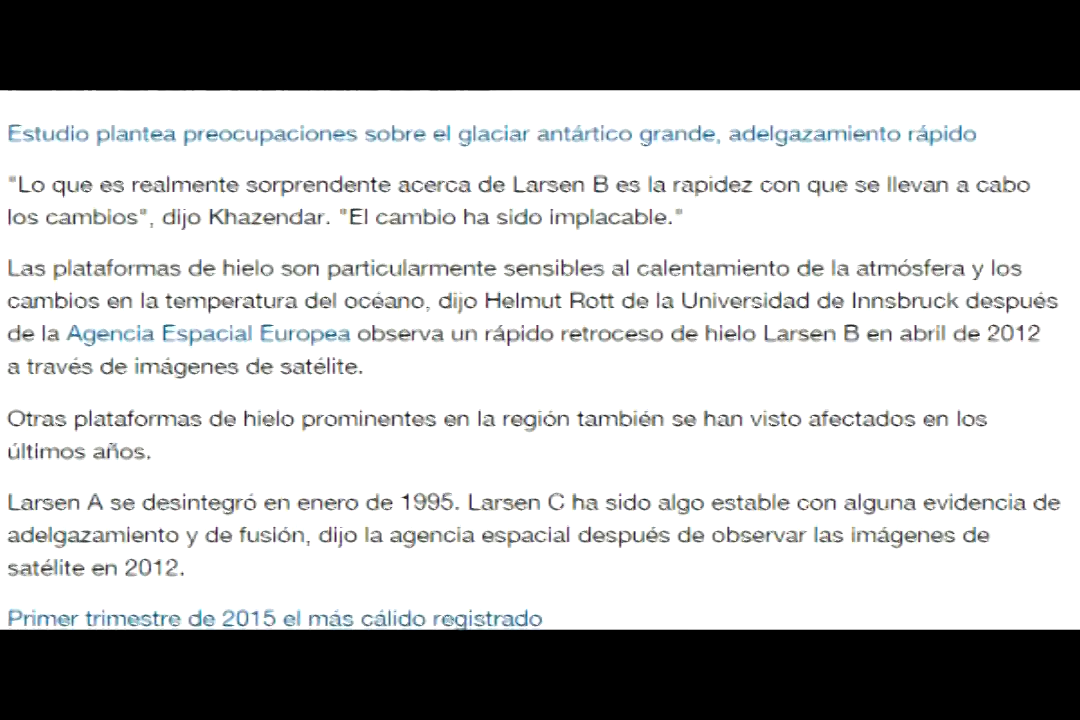 Estudio plantea preocupaciones sobre el glaciar antártico grande, adelgazamiento rápido
"Lo que es realmente sorprendente acerca de Larsen B es la rapidez con que se llevan a cabo
los cambios", dijo Khazendar. "El cambio ha sido implacable."
Las plataformas de hielo son particularmente sensibles al calentamiento de la atmósfera y los
cambios en la temperatura del océano, dijo Helmut Rott de la Universidad de Innsbruck después
de la Agencia Espacial Europea observa un rápido retroceso de hielo Larsen B en abril de 2012
a través de imágenes de satélite.
Otras plataformas de hielo prominentes en la región también se han visto afectados en los
últimos años.
Larsen A se desintegró en enero de 1995. Larsen C ha sido algo estable con alguna evidencia de
adelgazamiento y de fusión, dijo la agencia espacial después de observar las imágenes de
satélite en 2012.
Primer trimestre de 2015 el más cálido registrado